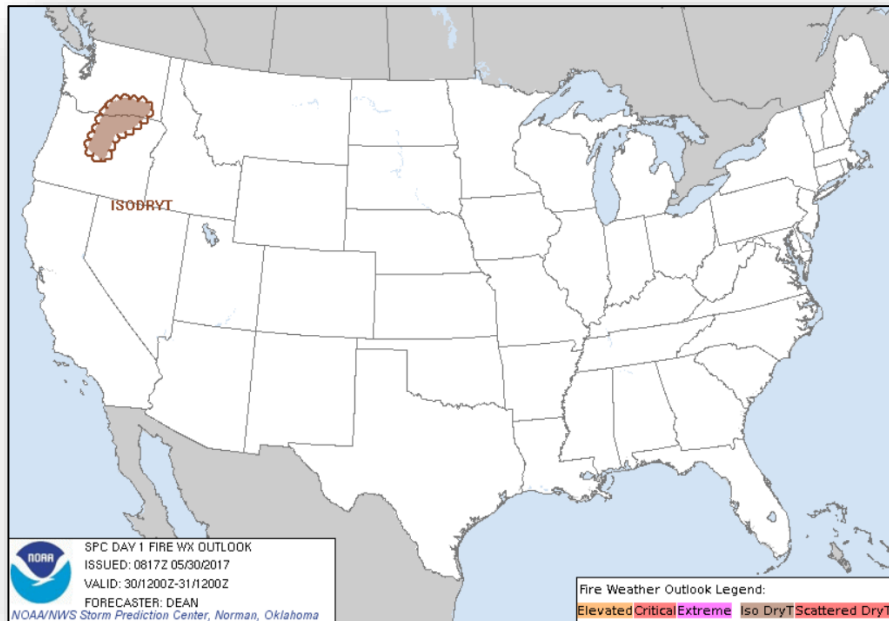 ISODRYT
NOAA
SPC DAY 1 FIRE WX OUTLOOK
ISSUED: 0817Z 05/30/2017
VALID: 30/1200Z-31/1200Z
FORECASTER: DEAN
NOAA/NWS Storm Prediction Center, Norman, Oklahoma
Fire Weather Outlook Legend:
Elevated Critical Extreme Iso DryT Scattered DryT